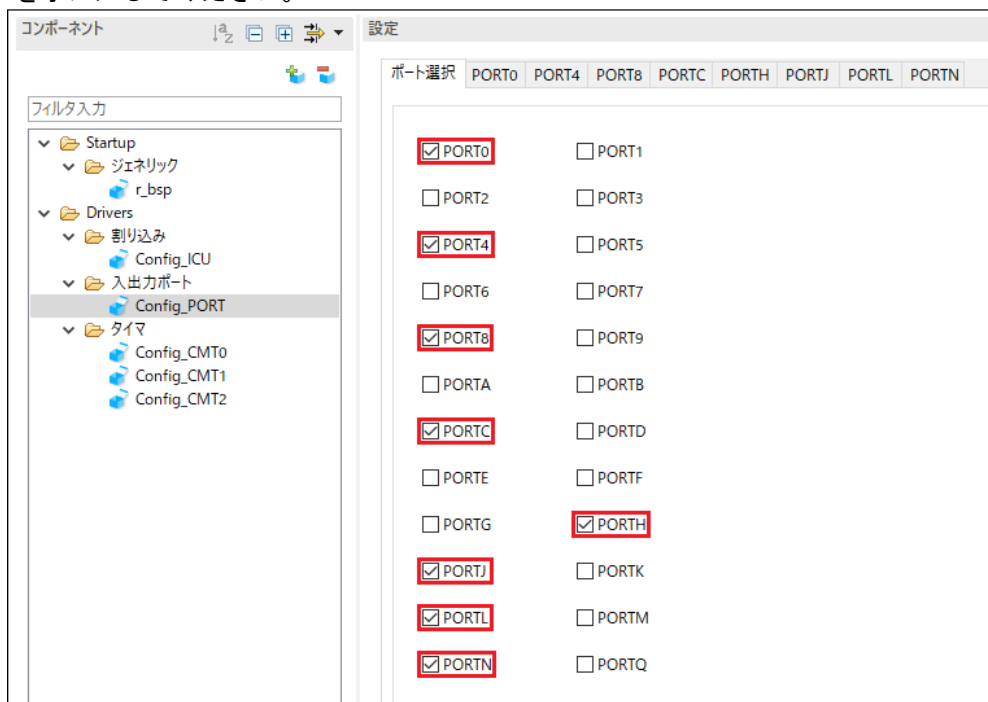 コンポーネント
設定
フィルタ入力
Startup
ジェネリック
r_bsp
Drivers
割り込み
Config_ICU
入出力ポート
Config_PORT
タイマ
Config_CMT0
Config_CMT1
Config_CMT2
ポート選択 PORT0 PORT4 PORT8 PORTC PORTH PORTJ PORTL PORTN
PORT0 PORT1
PORT2 PORT3
PORT4 PORT5
PORT6 PORT7
PORT8 PORT9
PORTA PORTB
PORTC PORTD
PORTE PORTF
PORTG PORTH
PORTJ PORTK
PORTL PORTM
PORTN PORTQ